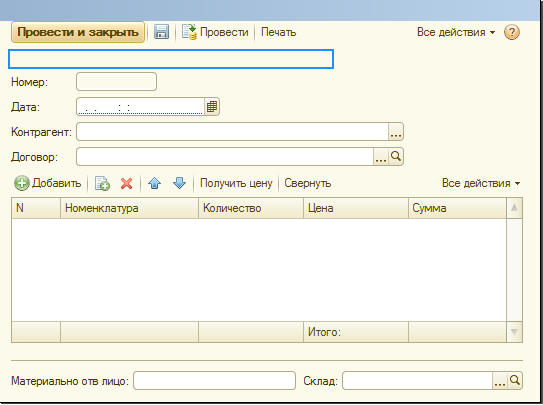 Провести и закрыть Провести Печать Все действия ?
Номер:
Дата: . . : :
Контрагент: ...
Договор: ...
Добавить Получить цену Свернуть Все действия
N Номенклатура Количество Цена Сумма
Итого:
Материально отв лицо: Склад: ...